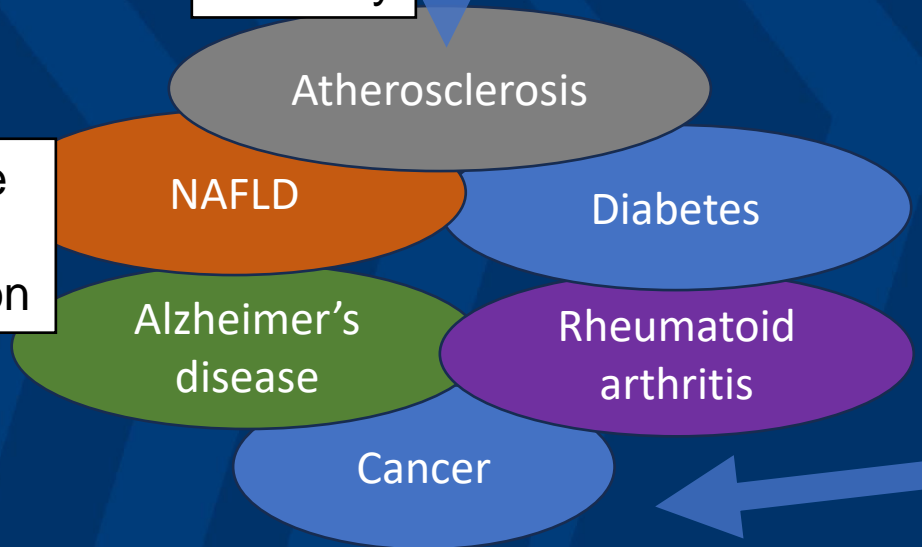 Atherosclerosis
NAFLD
Diabetes
Alzheimer’s
disease
Rheumatoid
arthritis
Cancer